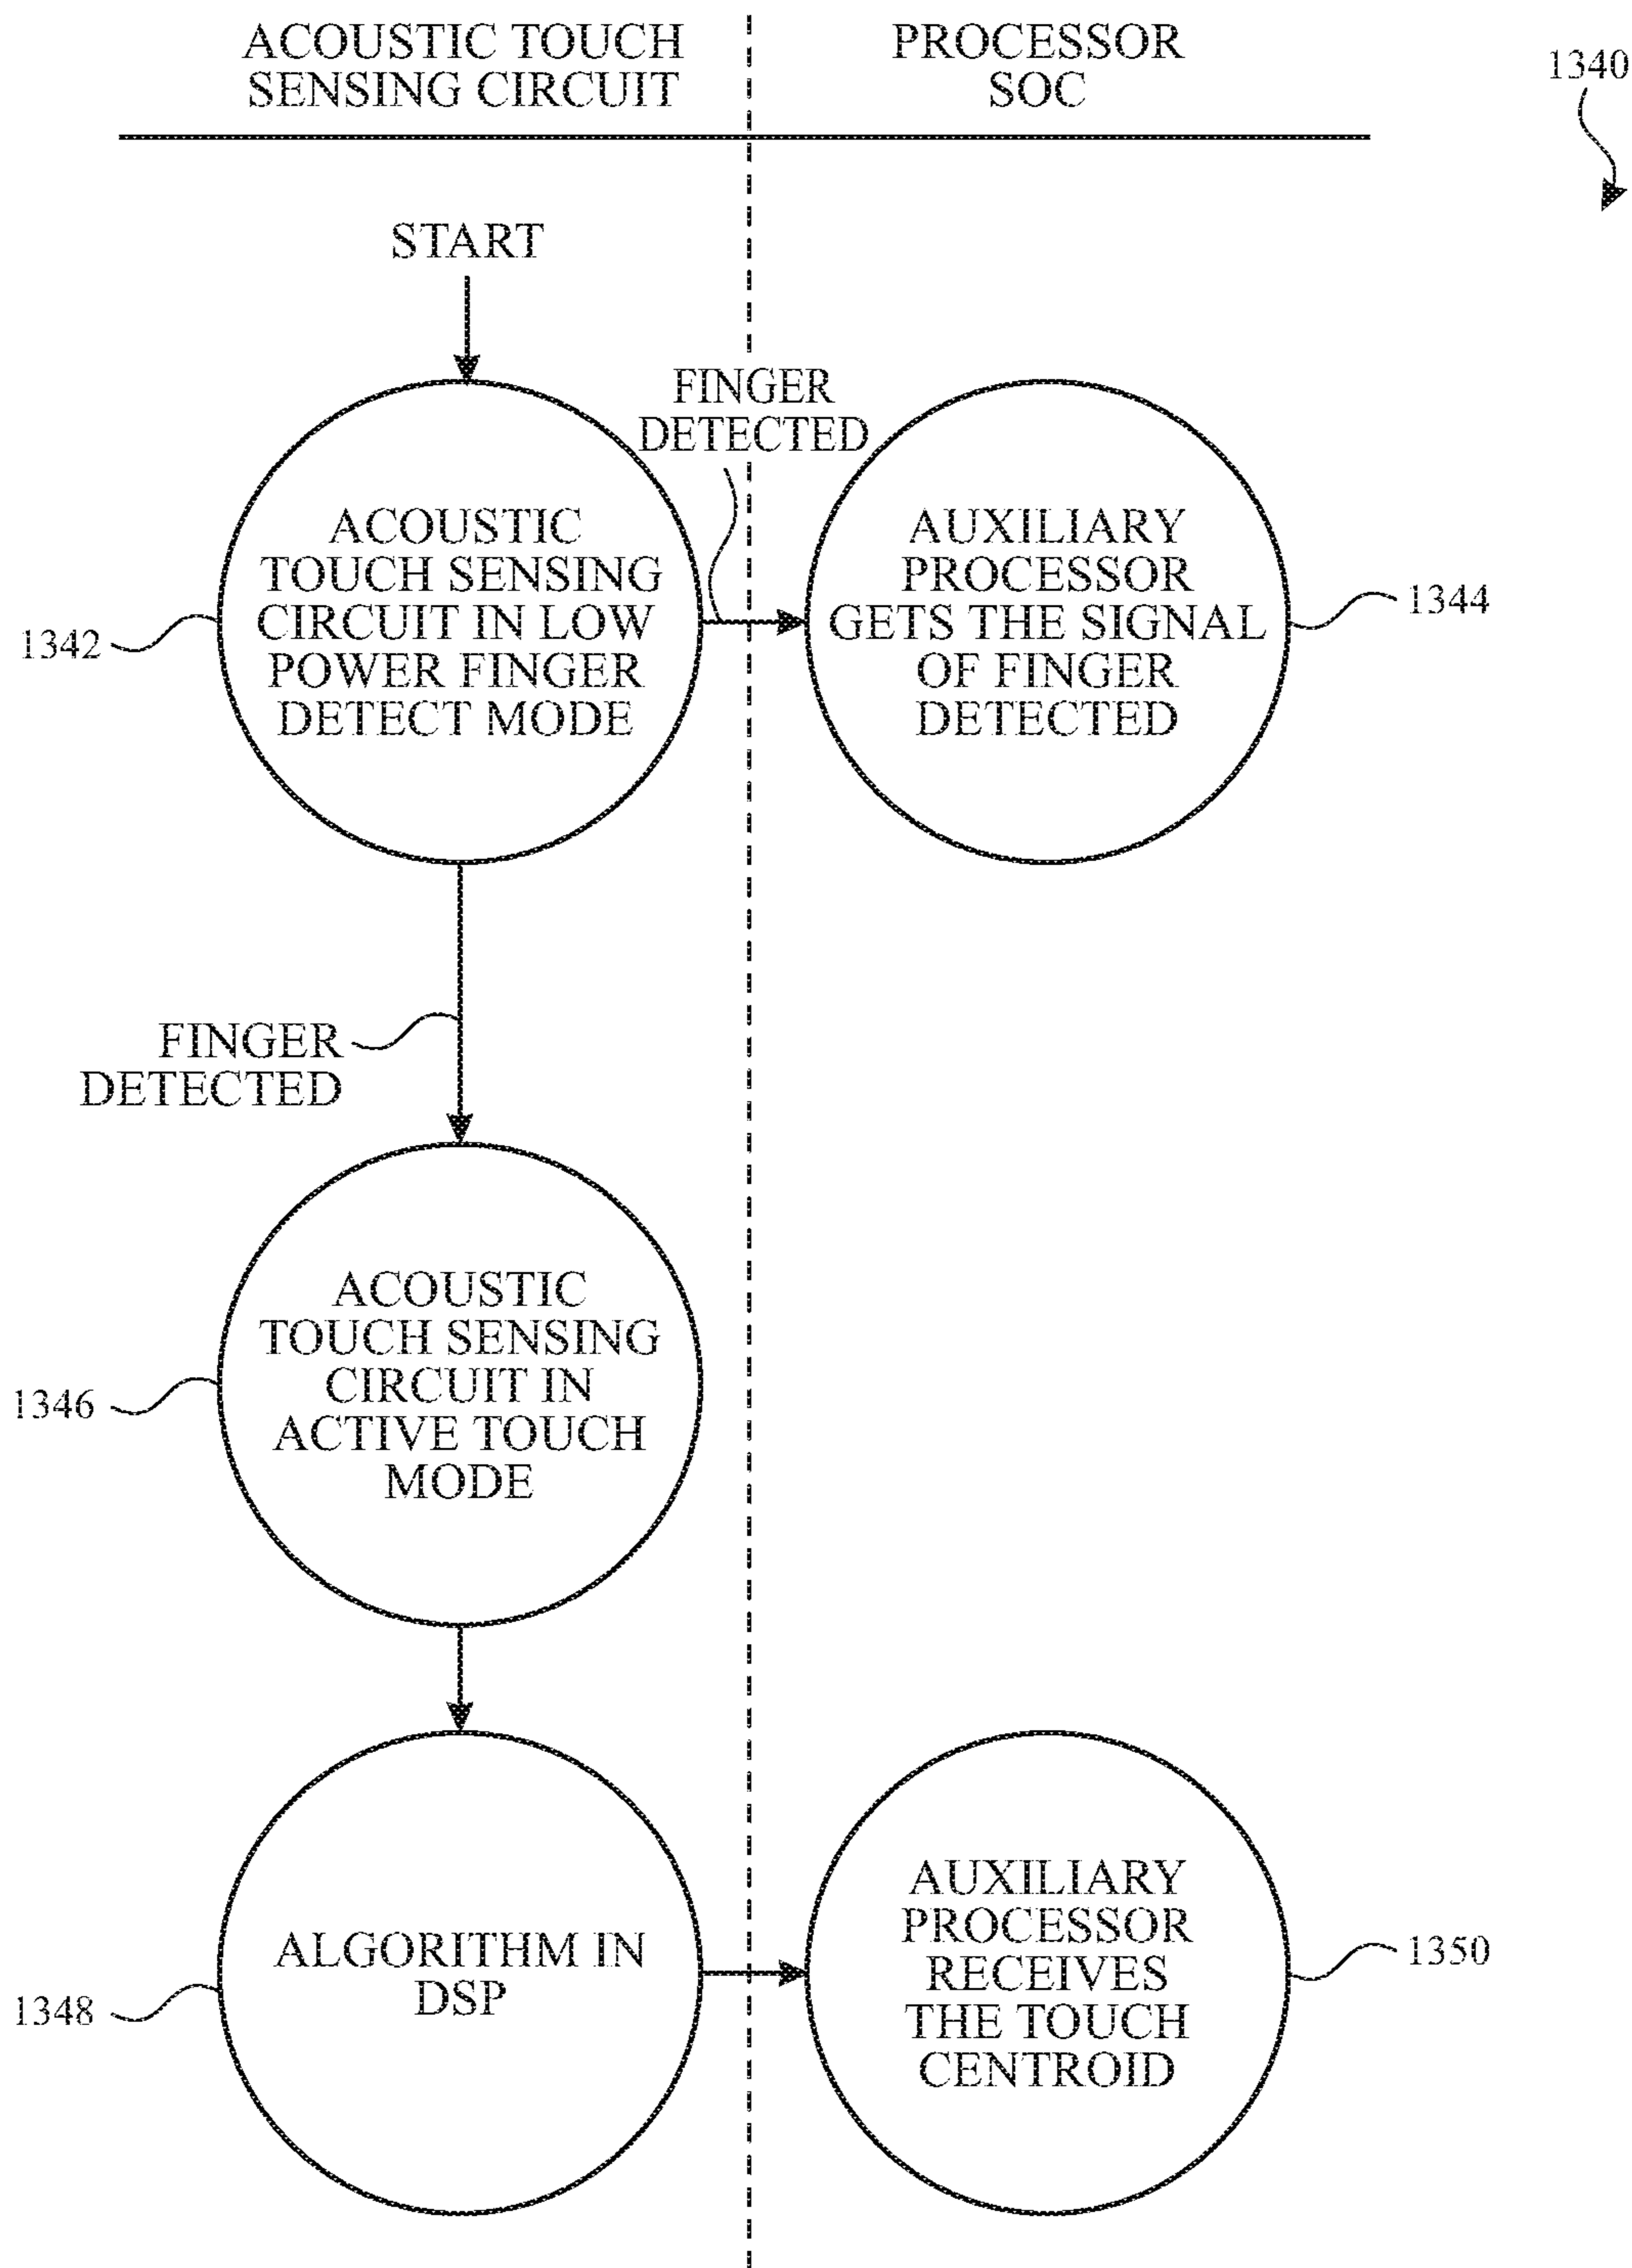 ACOUSTIC TOUCH
SENSING CIRCUIT
PROCESSOR
SOC
1340
START
FINGER
DETECTED
ACOUSTIC
TOUCH SENSING
CIRCUIT IN LOW
POWER FINGER
DETECT MODE
1342
AUXILIARY
PROCESSOR
GETS THE SIGNAL
OF FINGER
DETECTED
1344
FINGER
DETECTED
ACOUSTIC
TOUCH SENSING
CIRCUIT IN
ACTIVE TOUCH
MODE
1346
ALGORITHM IN
DSP
1348
AUXILIARY
PROCESSOR
RECEIVES
THE TOUCH
CENTROID
1350